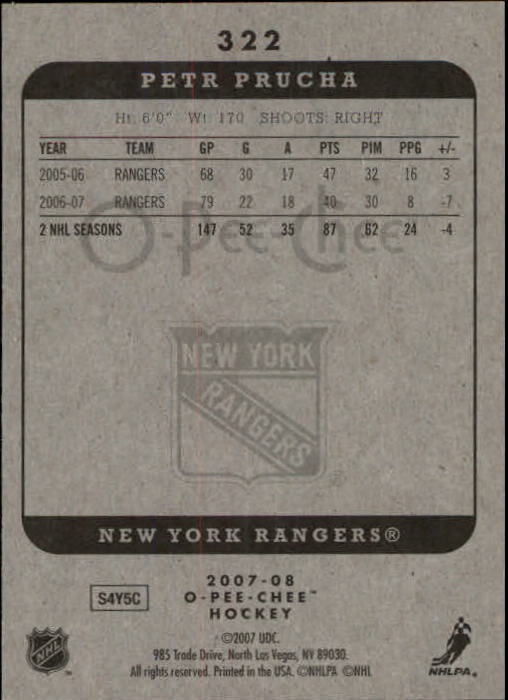 322
PETR PRUCHA
Ht: 6'0" Wt: 170 SHOOTS: RIGHT
YEAR TEAM GP G A PTS PIM PPG +/-
2005-06 RANGERS 68 30 17 47 32 16 3
2006-07 RANGERS 79 22 18 40 30 8 -7
2 NHL SEASONS 147 52 35 87 62 24 -4
O-Pee-Chee
NEW YORK
RANGERS
®
NEW YORK RANGERS®
2007-08
S4Y5C O-PEE-CHEE™
HOCKEY
©2007 UDC.
985 Trade Drive, North Las Vegas, NV 89030.
All rights reserved. Printed in the USA. ©NHLPA ©NHL
NHL™
NHLPA®